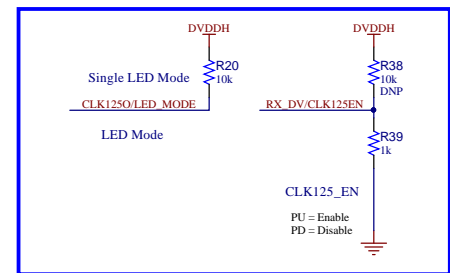 DVDDH
R20
10k
Single LED Mode
CLK125O/LED_MODE
LED Mode
DVDDH
R38
10k
DNP
RX_DV/CLK125EN
R39
1k
CLK125_EN
PU = Enable
PD = Disable